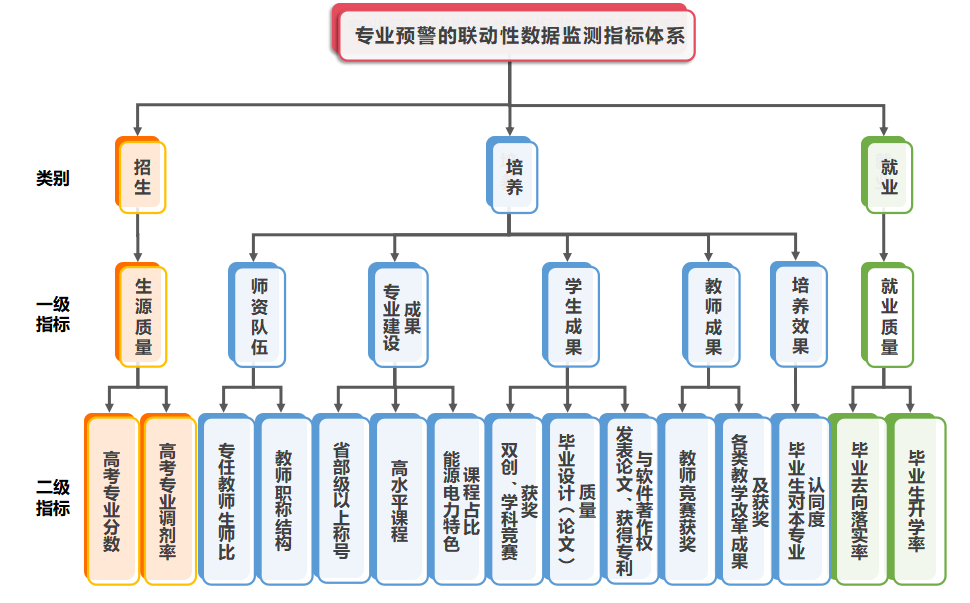 专业预警的联动性数据监测指标体系
类别
招生
培养
就业
一级
指标
生源质量
师资队伍
专业建设
成果
学生成果
教师成果
培养效果
就业质量
二级
指标
高考专业分数
高考专业调剂率
专任教师生师比
教师职称结构
省部级以上称号
高水平课程
能源电力特色
课程占比
双创、学科竞赛
获奖
毕业设计（论文）
质量
发表论文、获得专利
与软件著作权
教师竞赛获奖
各类教学改革成果
及获奖
毕业生对本专业
认同度
毕业去向落实率
毕业生升学率